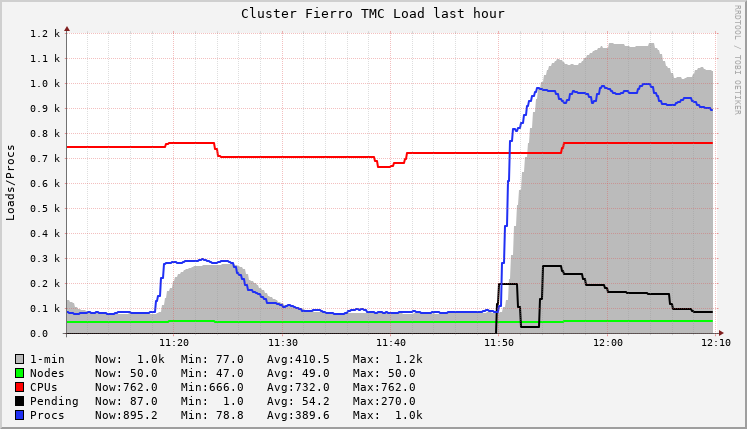 Cluster Fierro TMC Load last hour
RRDTOOL / TOBI OETIKER
Loads/Procs
1.2 k
1.1 k
1.0 k
0.9 k
0.8 k
0.7 k
0.6 k
0.5 k
0.4 k
0.3 k
0.2 k
0.1 k
0.0
11:20 11:30 11:40 11:50 12:00 12:10
1-min Now: 1.0k Min: 77.0 Avg:410.5 Max: 1.2k
Nodes Now: 50.0 Min: 47.0 Avg: 49.0 Max: 50.0
CPUs Now:762.0 Min:666.0 Avg:732.0 Max:762.0
Pending Now: 87.0 Min: 1.0 Avg: 54.2 Max:270.0
Procs Now:895.2 Min: 78.8 Avg:389.6 Max: 1.0k